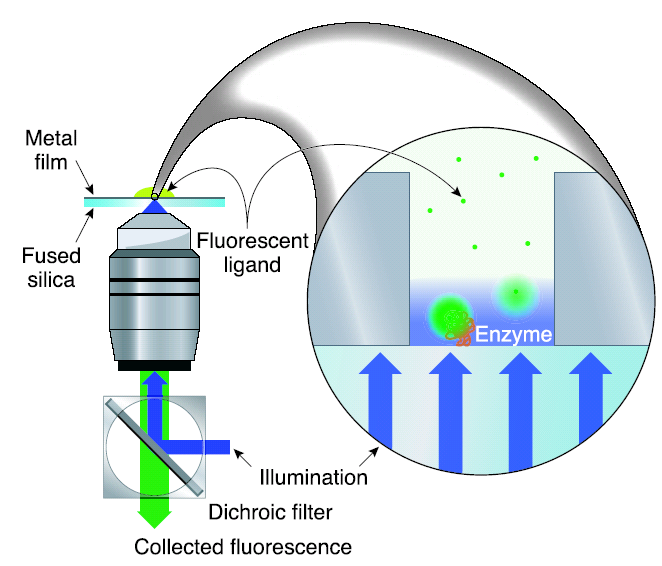 Metal
film
Fused
silica
Fluorescent
ligand
Enzyme
Illumination
Dichroic filter
Collected fluorescence